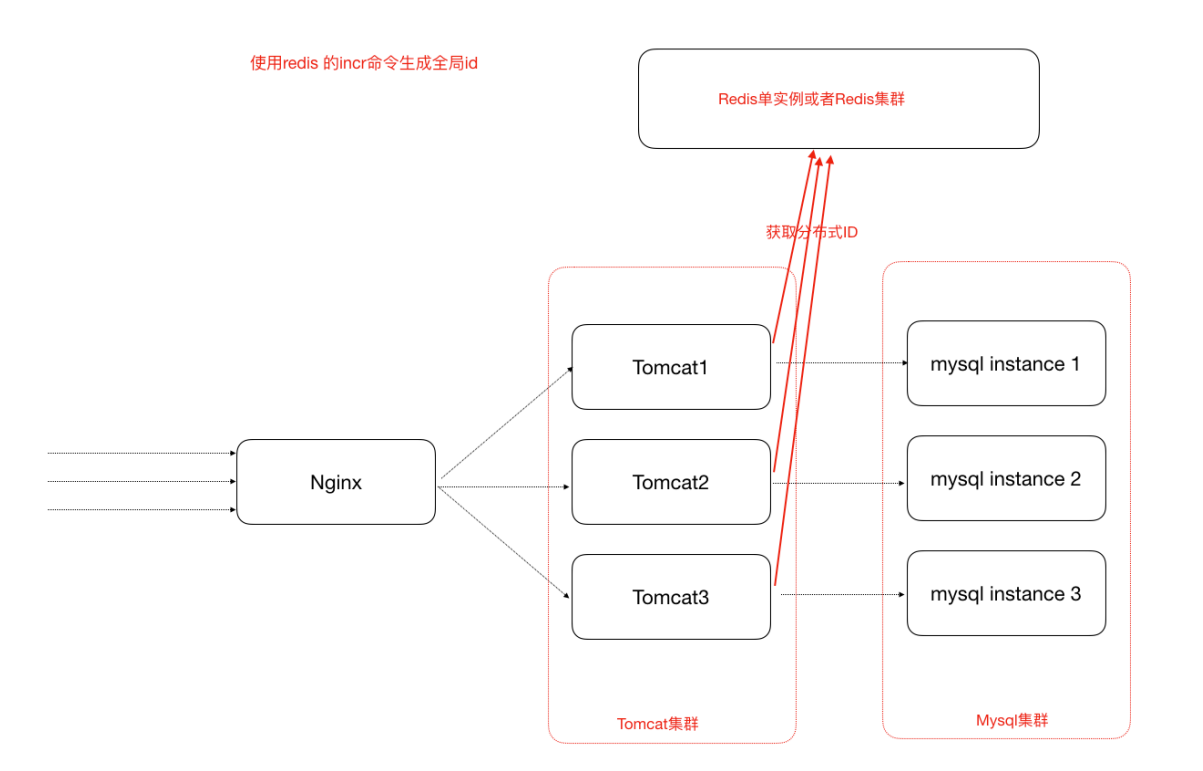 使用redis 的incr命令生成全局id
Redis单实例或者Redis集群
获取分布式ID
Tomcat1
mysql instance 1
Nginx
Tomcat2
mysql instance 2
Tomcat3
mysql instance 3
Tomcat集群
Mysql集群